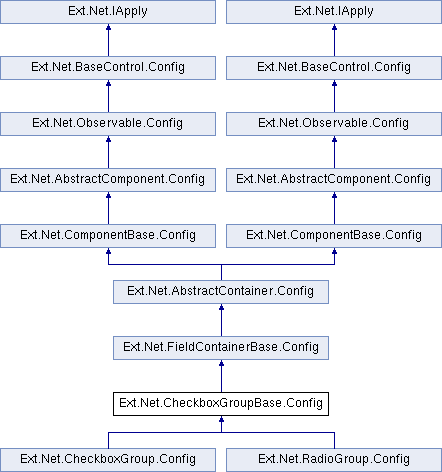 Ext.Net.IApply
Ext.Net.IApply
Ext.Net.BaseControl.Config
Ext.Net.BaseControl.Config
Ext.Net.Observable.Config
Ext.Net.Observable.Config
Ext.Net.AbstractComponent.Config
Ext.Net.AbstractComponent.Config
Ext.Net.ComponentBase.Config
Ext.Net.ComponentBase.Config
Ext.Net.AbstractContainer.Config
Ext.Net.FieldContainerBase.Config
Ext.Net.CheckboxGroupBase.Config
Ext.Net.CheckboxGroup.Config
Ext.Net.RadioGroup.Config